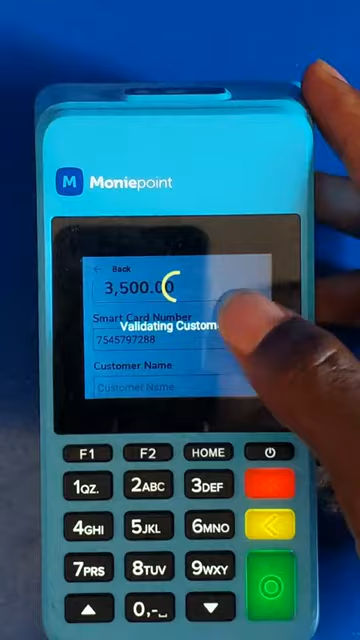 M Moniepoint
← Back
3,500.00
Smart Card Number
Validating Custom
7545797288
Customer Name
Customer Name
F1 F2 HOME
1QZ. 2ABC 3DEF
4GHI 5JKL 6MNO
7PRS 8TUV 9WXY
0,-⎵